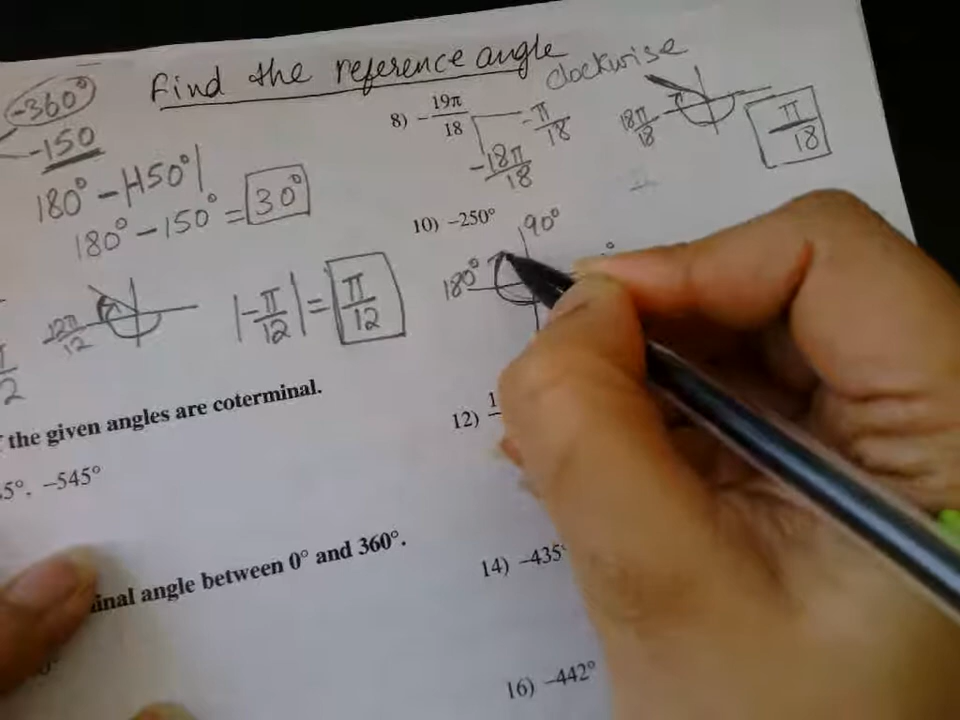 -360°
-150
180° - |-150°|
180° - 150° = 30°
Find the reference angle
clockwise
8) -19π/18
-π/18
-18π/18
18π/18
π/18
10) -250°
90°
180°
12π/12
|-π/12| = π/12
the given angles are coterminal.
5°, -545°
12)
angle between 0° and 360°.
14) -435°
16) -442°